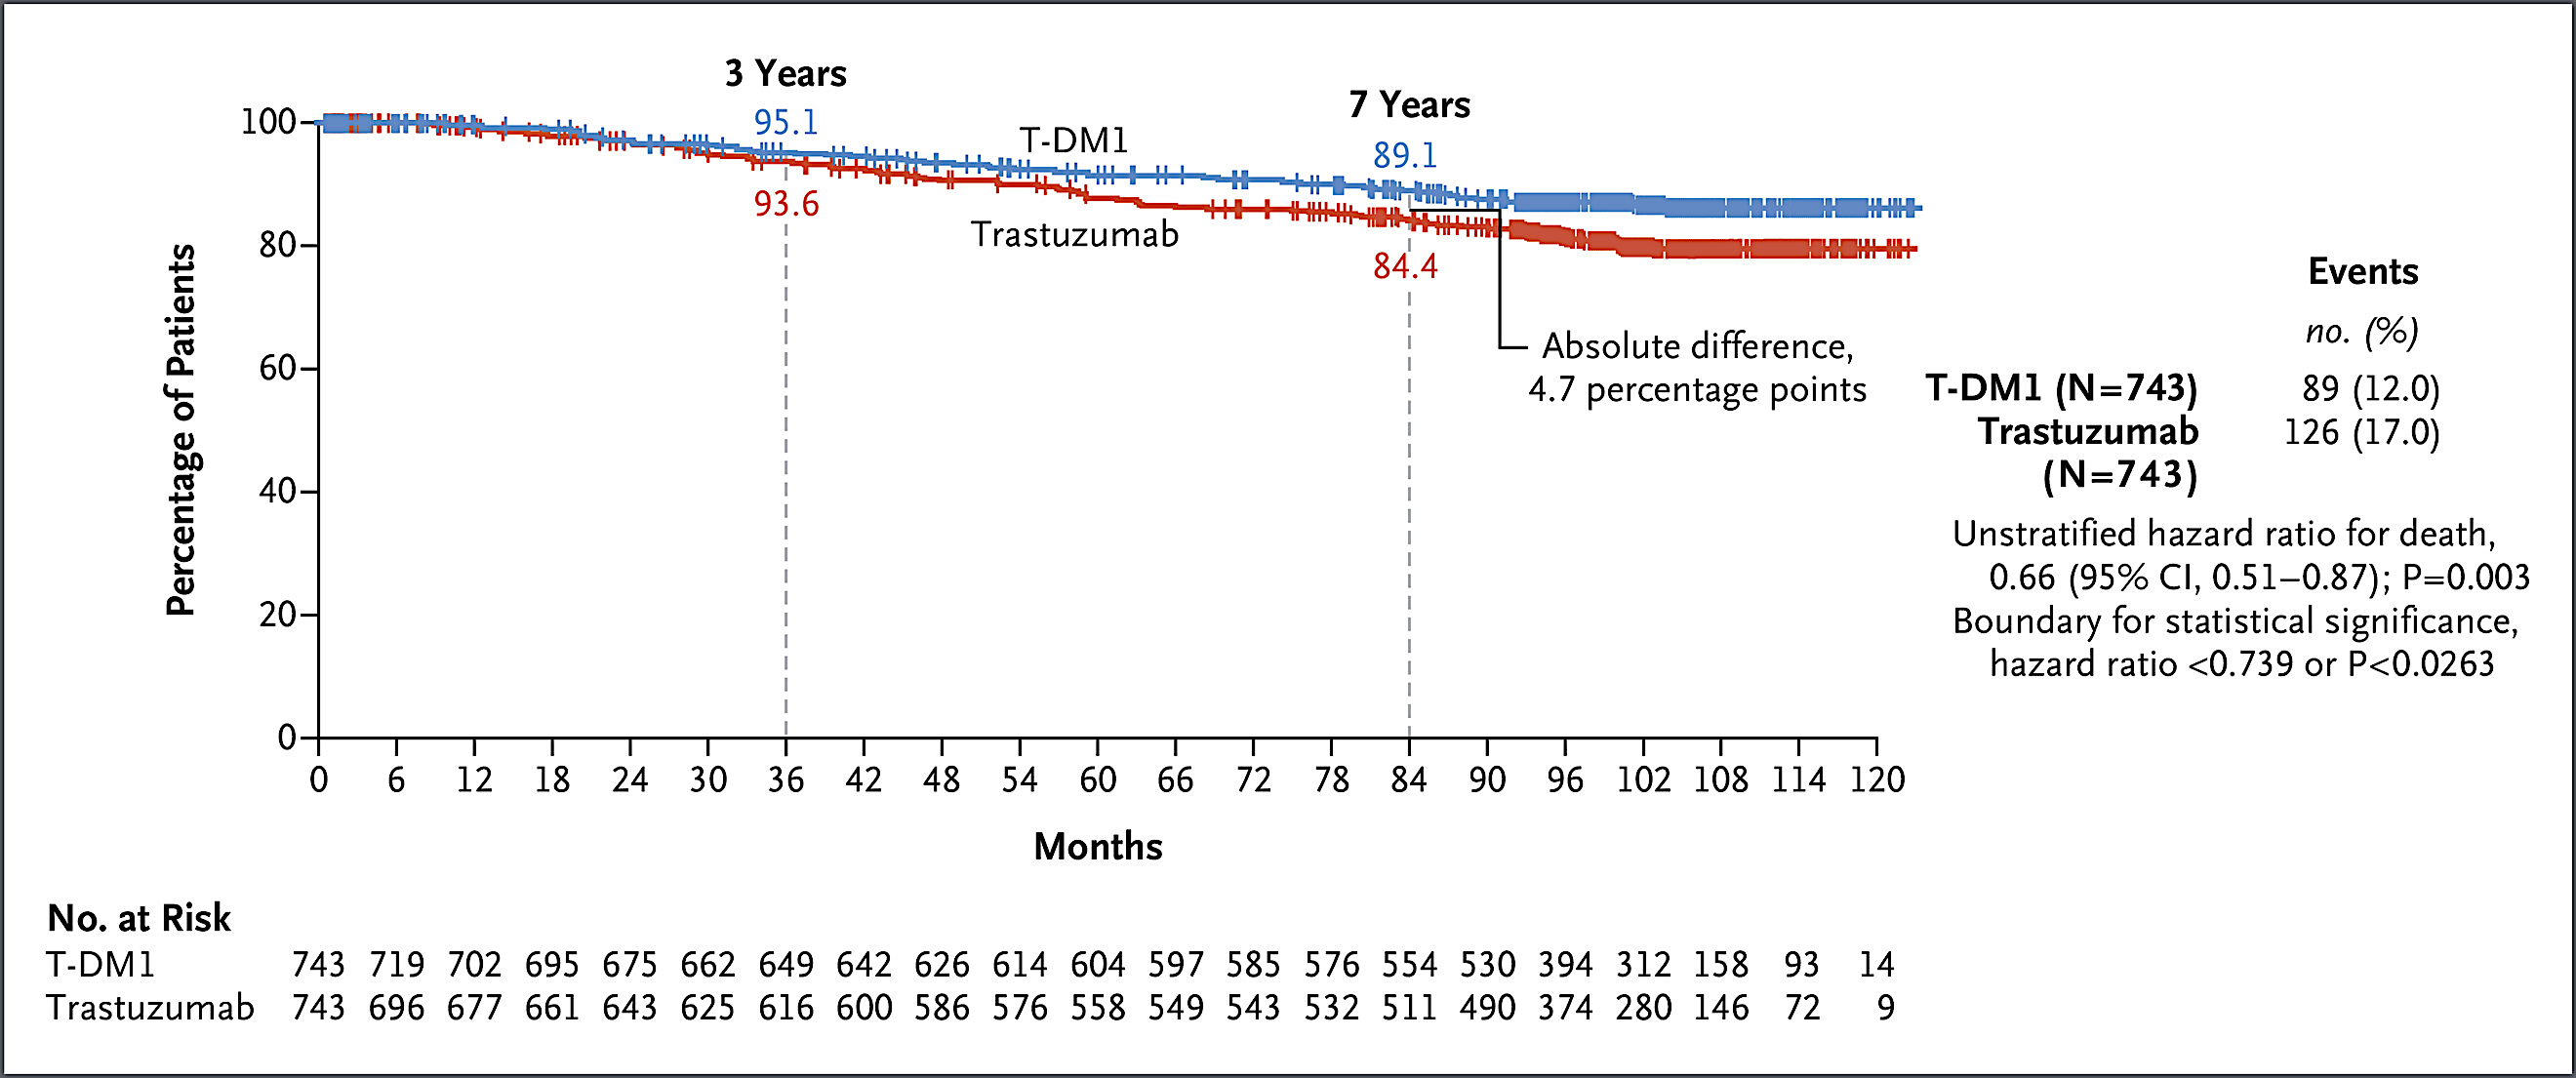 3 Years
95.1
93.6
T-DM1
Trastuzumab
7 Years
89.1
84.4
Absolute difference,
4.7 percentage points
Percentage of Patients
100
80
60
40
20
0
0 6 12 18 24 30 36 42 48 54 60 66 72 78 84 90 96 102 108 114 120
Months
Events
no. (%)
T-DM1 (N=743) 89 (12.0)
Trastuzumab 126 (17.0)
(N=743)
Unstratified hazard ratio for death,
0.66 (95% CI, 0.51–0.87); P=0.003
Boundary for statistical significance,
hazard ratio <0.739 or P<0.0263
No. at Risk
T-DM1 743 719 702 695 675 662 649 642 626 614 604 597 585 576 554 530 394 312 158 93 14
Trastuzumab 743 696 677 661 643 625 616 600 586 576 558 549 543 532 511 490 374 280 146 72 9